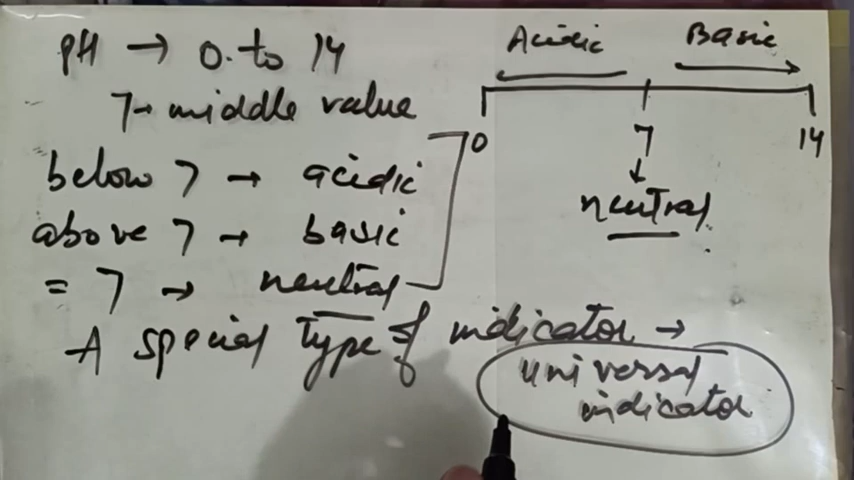 pH → 0 to 14
7 → middle value
below 7 → acidic
above 7 → basic
= 7 → neutral
Acidic Basic
0 7 14
↓
neutral
A special type of indicator →
universal
indicator